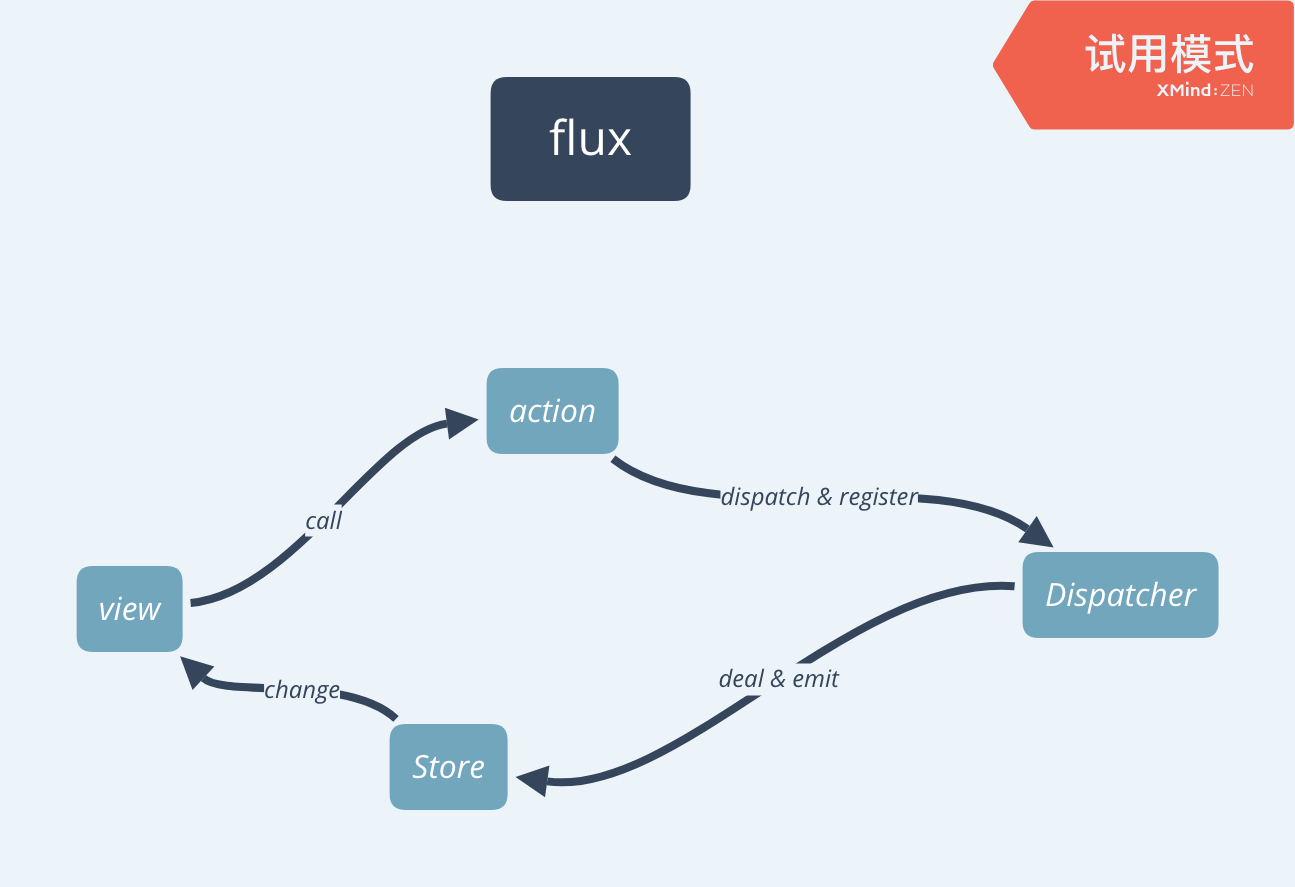 试用模式
XMind:ZEN
flux
action
dispatch & register
call
Dispatcher
view
deal & emit
change
Store